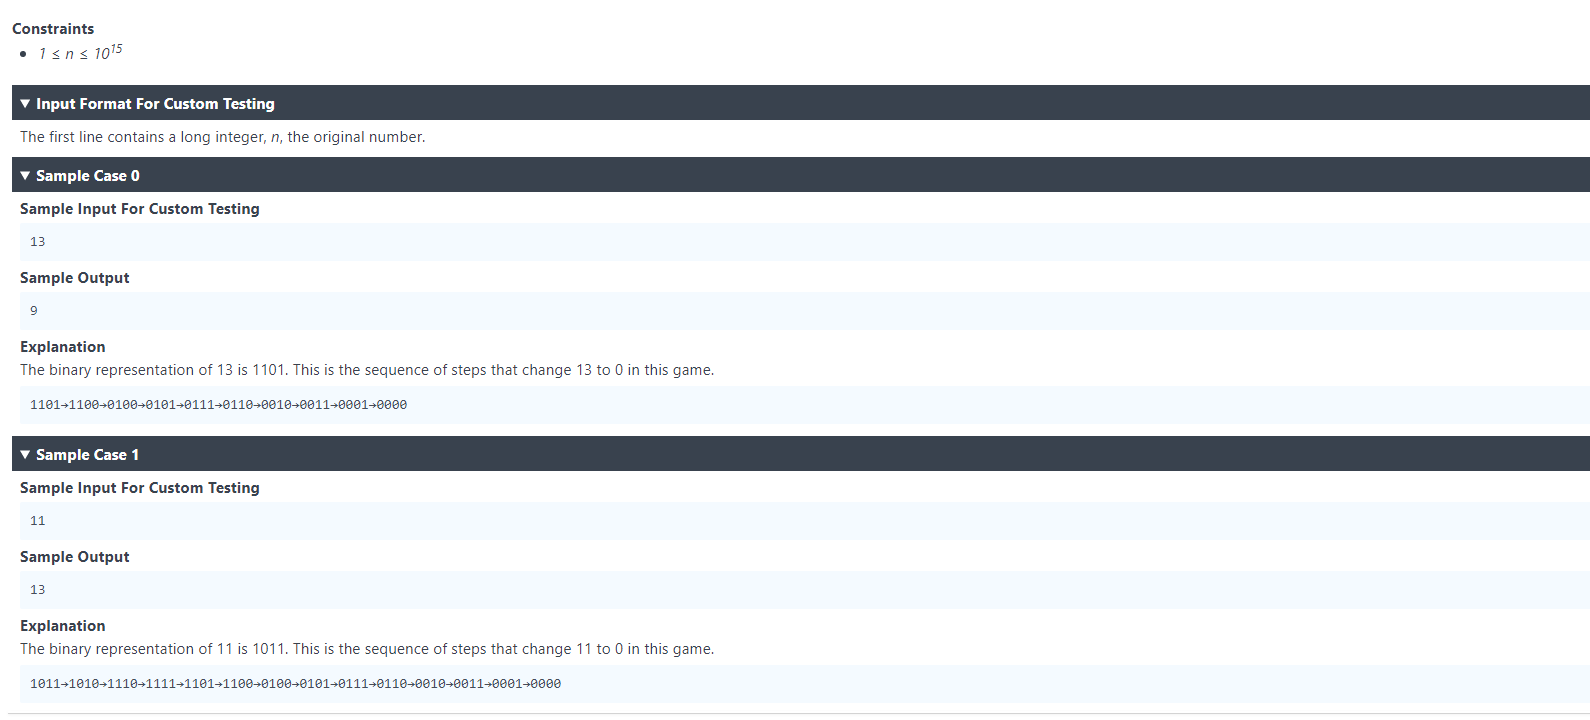 Constraints
• 1 ≤ n ≤ 10¹⁵
▼ Input Format For Custom Testing
The first line contains a long integer, n, the original number.
▼ Sample Case 0
Sample Input For Custom Testing
13
Sample Output
9
Explanation
The binary representation of 13 is 1101. This is the sequence of steps that change 13 to 0 in this game.
1101→1100→0100→0101→0111→0110→0010→0011→0001→0000
▼ Sample Case 1
Sample Input For Custom Testing
11
Sample Output
13
Explanation
The binary representation of 11 is 1011. This is the sequence of steps that change 11 to 0 in this game.
1011→1010→1110→1111→1101→1100→0100→0101→0111→0110→0010→0011→0001→0000